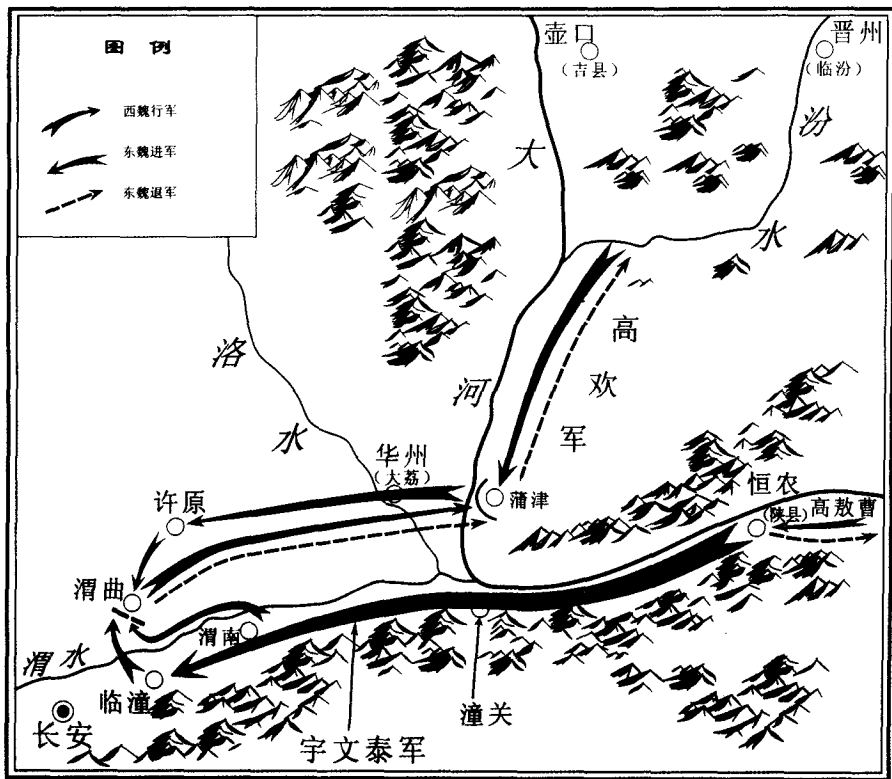 图例
西魏行军
东魏进军
东魏退军
壶口
（吉县）
晋州
（临汾）
大
河
汾
水
洛
水
高
欢
军
华州
（大荔）
蒲津
许原
恒农
（陕县）
高敖曹
渭曲
渭南
渭水
临潼
潼关
长安
宇文泰军